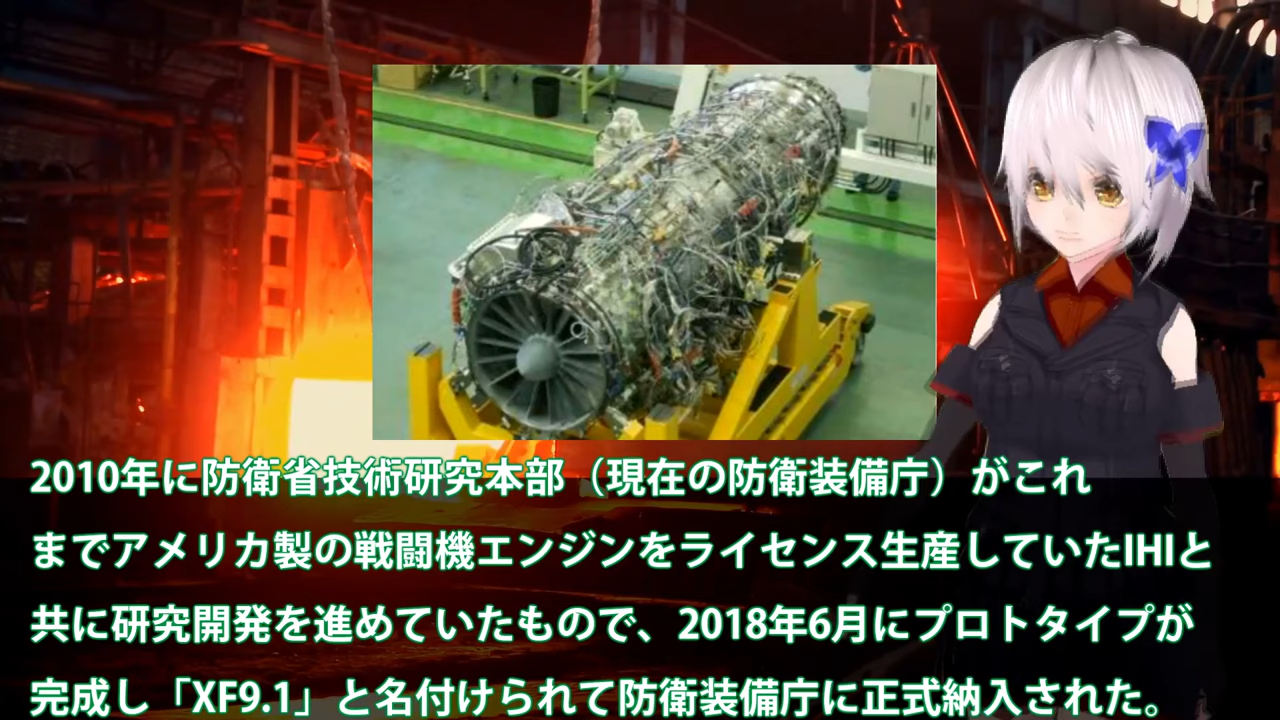 2010年に防衛省技術研究本部（現在の防衛装備庁）がこれ
までアメリカ製の戦闘機エンジンをライセンス生産していたIHIと
共に研究開発を進めていたもので、2018年6月にプロトタイプが
完成し「XF9.1」と名付けられて防衛装備庁に正式納入された。